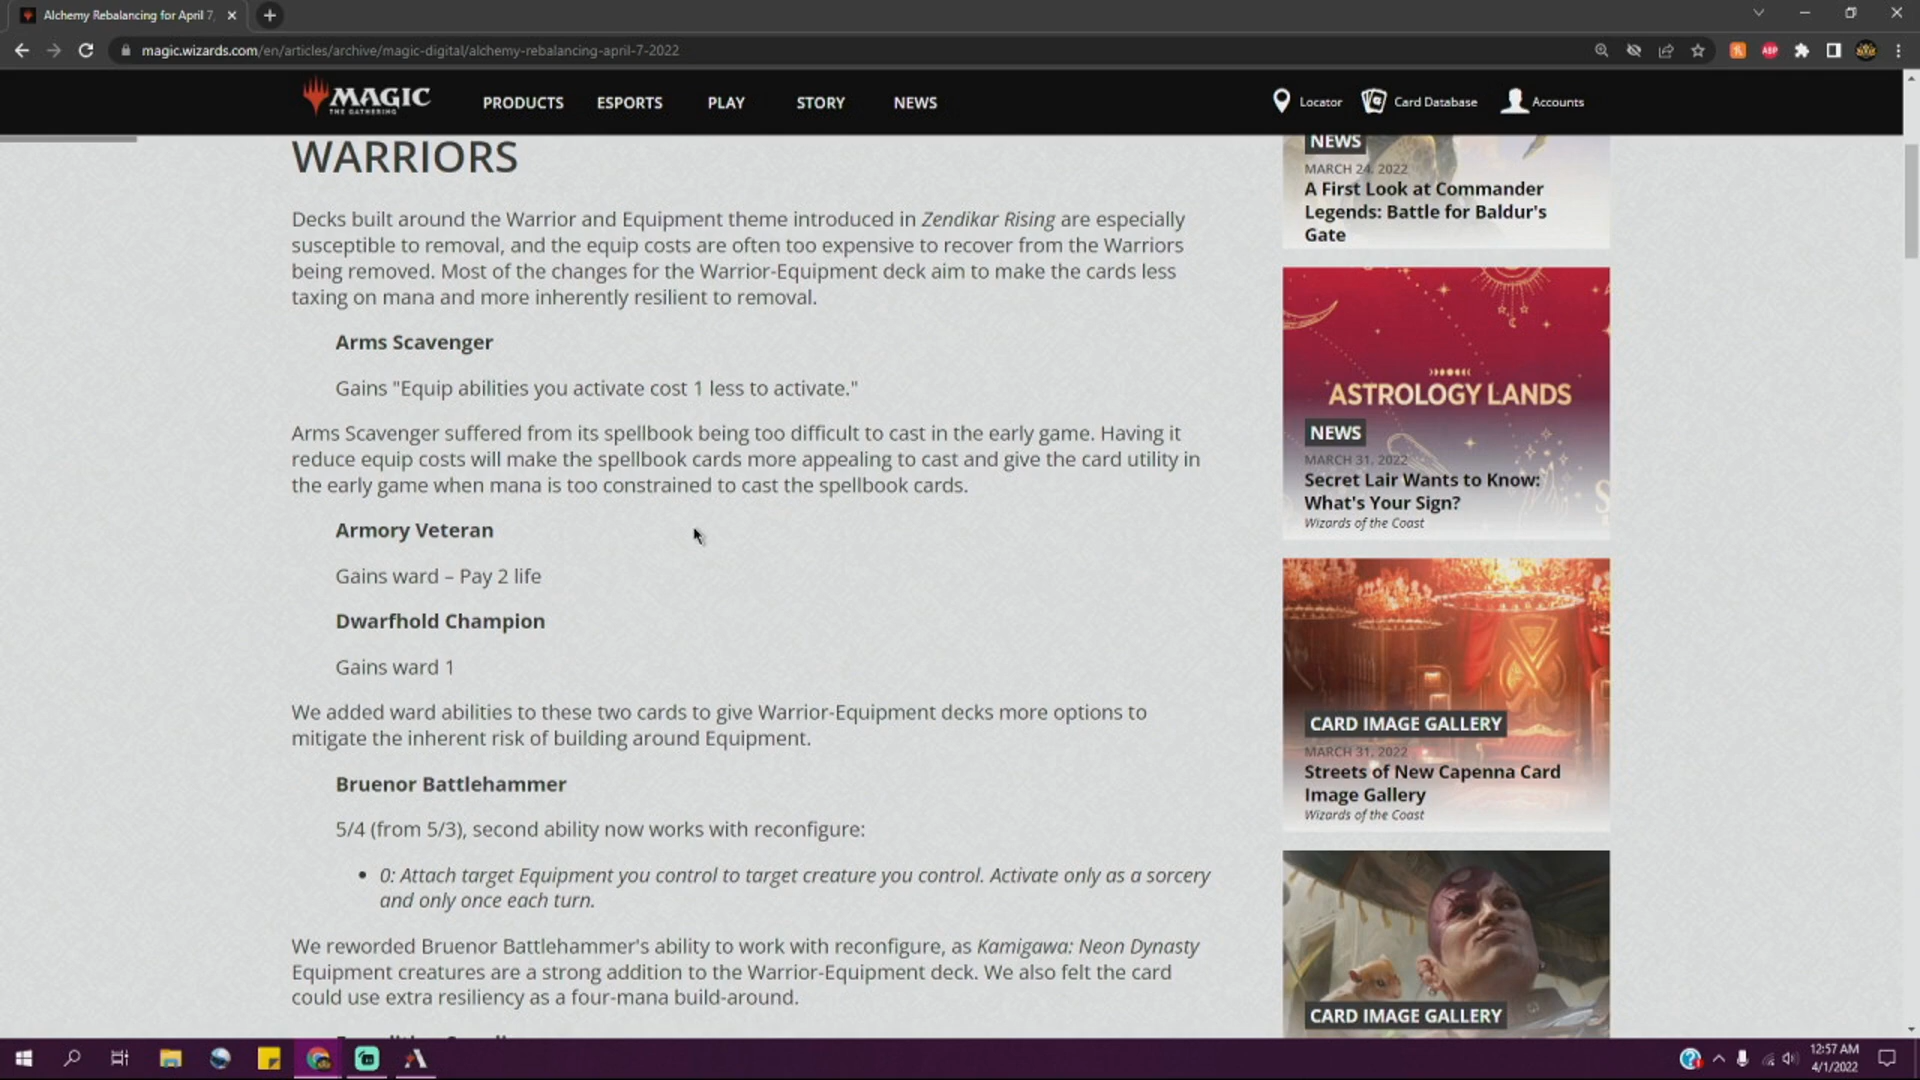 Alchemy Rebalancing for April 7,
magic.wizards.com/en/articles/archive/magic-digital/alchemy-rebalancing-april-7-2022
ABP
MAGIC
THE GATHERING
PRODUCTS
ESPORTS
PLAY
STORY
NEWS
Locator
Card Database
Accounts
WARRIORS
Decks built around the Warrior and Equipment theme introduced in Zendikar Rising are especially
susceptible to removal, and the equip costs are often too expensive to recover from the Warriors
being removed. Most of the changes for the Warrior-Equipment deck aim to make the cards less
taxing on mana and more inherently resilient to removal.
Arms Scavenger
Gains "Equip abilities you activate cost 1 less to activate."
Arms Scavenger suffered from its spellbook being too difficult to cast in the early game. Having it
reduce equip costs will make the spellbook cards more appealing to cast and give the card utility in
the early game when mana is too constrained to cast the spellbook cards.
Armory Veteran
Gains ward – Pay 2 life
Dwarfhold Champion
Gains ward 1
We added ward abilities to these two cards to give Warrior-Equipment decks more options to
mitigate the inherent risk of building around Equipment.
Bruenor Battlehammer
5/4 (from 5/3), second ability now works with reconfigure:
• 0: Attach target Equipment you control to target creature you control. Activate only as a sorcery
and only once each turn.
We reworded Bruenor Battlehammer's ability to work with reconfigure, as Kamigawa: Neon Dynasty
Equipment creatures are a strong addition to the Warrior-Equipment deck. We also felt the card
could use extra resiliency as a four-mana build-around.
NEWS
MARCH 24, 2022
A First Look at Commander
Legends: Battle for Baldur's
Gate
ASTROLOGY LANDS
NEWS
MARCH 31, 2022
Secret Lair Wants to Know:
What's Your Sign?
Wizards of the Coast
CARD IMAGE GALLERY
MARCH 31, 2022
Streets of New Capenna Card
Image Gallery
Wizards of the Coast
CARD IMAGE GALLERY
12:57 AM
4/1/2022